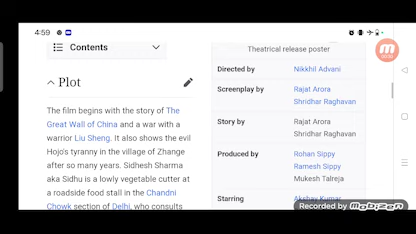 4:59
Contents
Plot
The film begins with the story of The
Great Wall of China and a war with a
warrior Liu Sheng. It also shows the evil
Hojo's tyranny in the village of Zhange
after so many years. Sidhesh Sharma
aka Sidhu is a lowly vegetable cutter at
a roadside food stall in the Chandni
Chowk section of Delhi, who consults
Theatrical release poster
Directed by Nikkhil Advani
Screenplay by Rajat Arora
Shridhar Raghavan
Story by Rajat Arora
Shridhar Raghavan
Produced by Rohan Sippy
Ramesh Sippy
Mukesh Talreja
Starring Akshay Kumar
Recorded by Mobizen